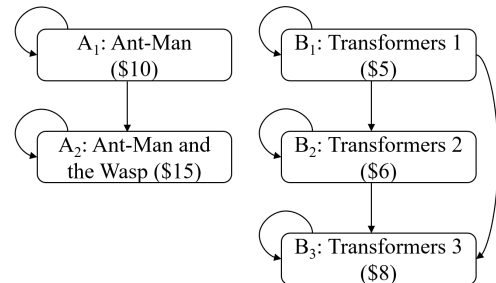 A₁: Ant-Man
($10)
A₂: Ant-Man and
the Wasp ($15)
B₁: Transformers 1
($5)
B₂: Transformers 2
($6)
B₃: Transformers 3
($8)